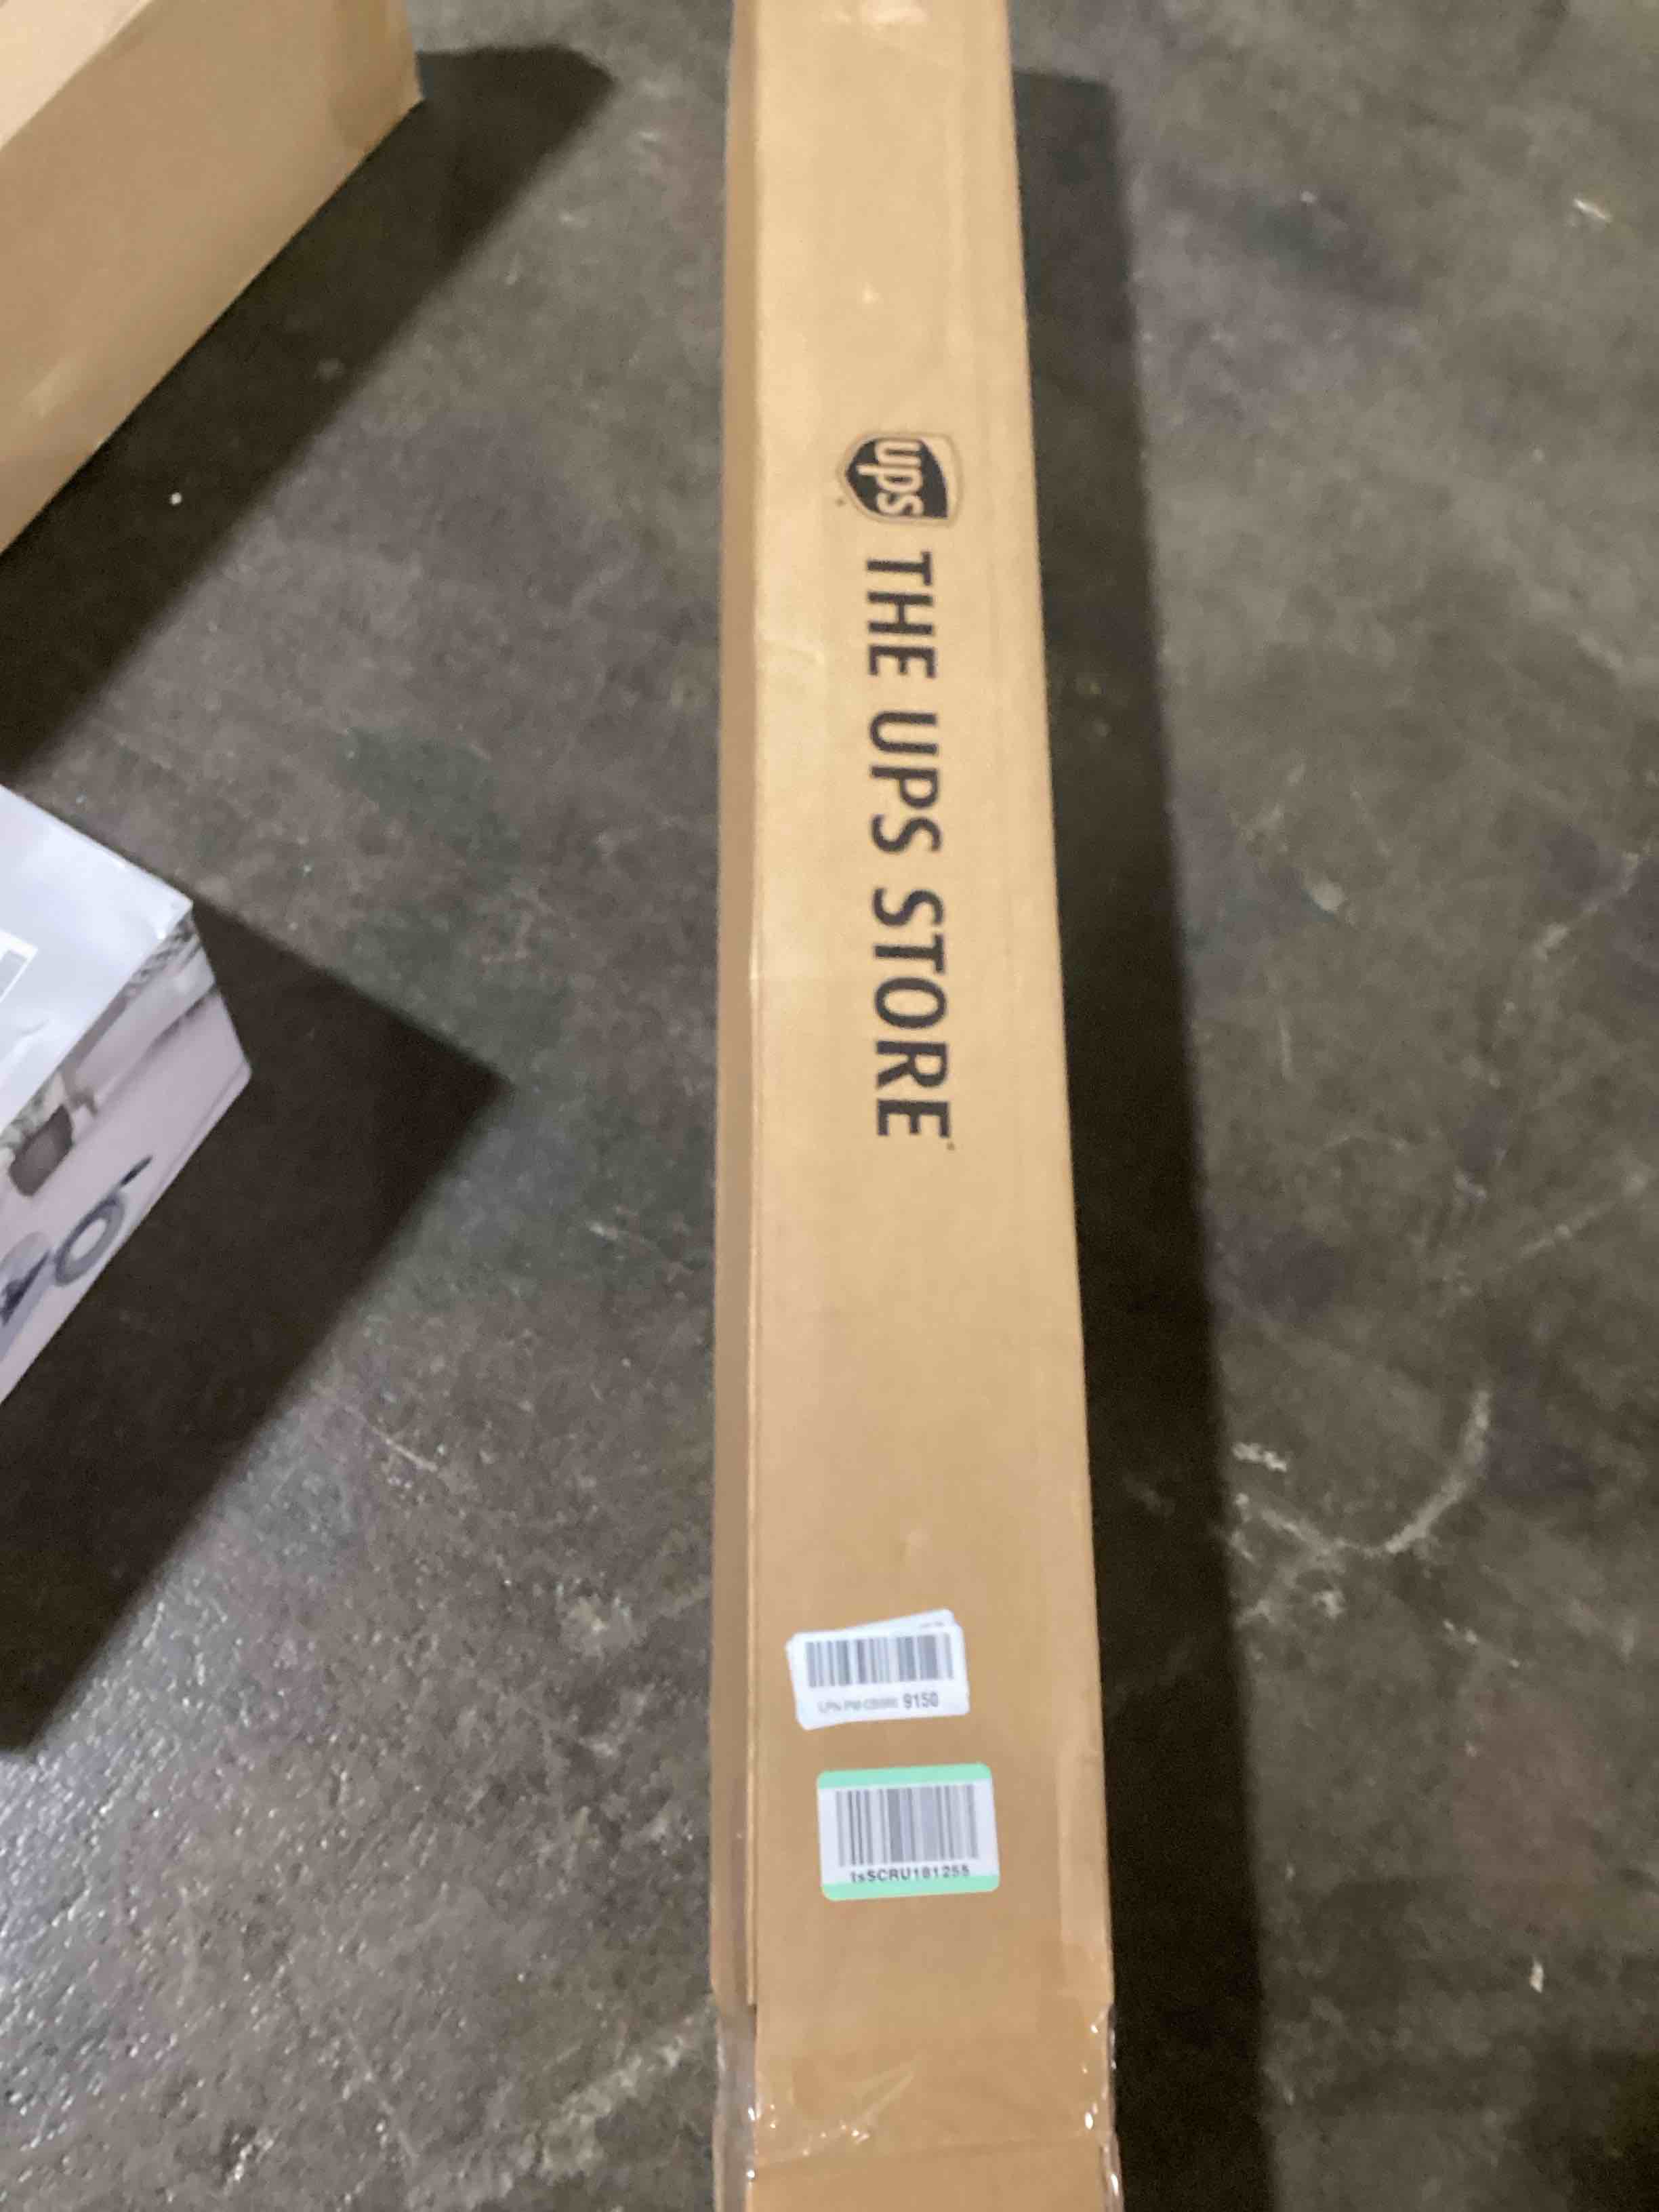 ups
THE UPS STORE
9150
1sSCRU181255